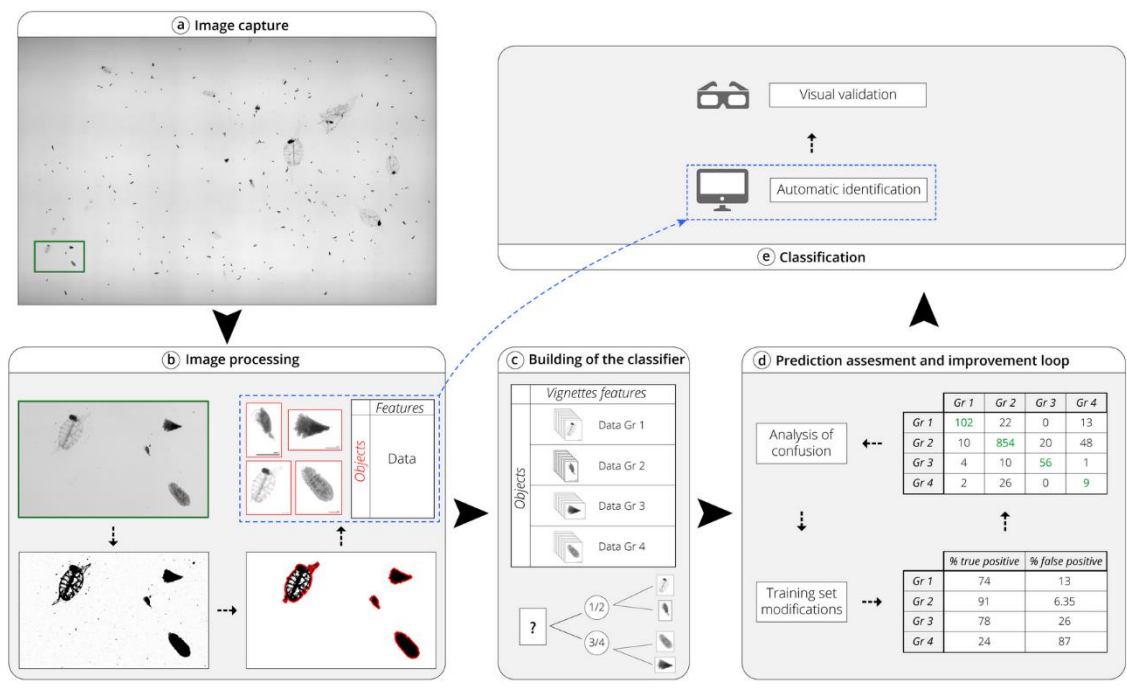 a Image capture
Visual validation
Automatic identification
e Classification
b Image processing
Features
Objects
Data
c Building of the classifier
Vignettes features
Objects
Data Gr 1
Data Gr 2
Data Gr 3
Data Gr 4
?
1/2
3/4
d Prediction assesment and improvement loop
Gr 1 Gr 2 Gr 3 Gr 4
Gr 1 102 22 0 13
Gr 2 10 854 20 48
Gr 3 4 10 56 1
Gr 4 2 26 0 9
Analysis of
confusion
Training set
modifications
% true positive % false positive
Gr 1 74 13
Gr 2 91 6.35
Gr 3 78 26
Gr 4 24 87